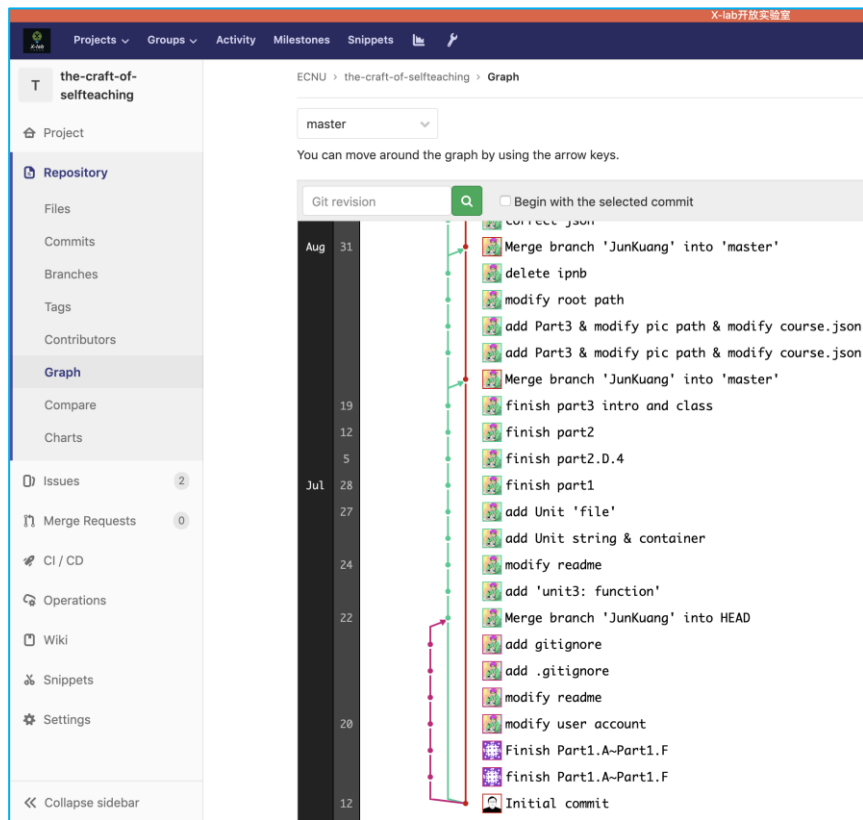 X-lab开放实验室
X-lab Projects Groups Activity Milestones Snippets
T the-craft-of-selfteaching
ECNU > the-craft-of-selfteaching > Graph
master
Project
You can move around the graph by using the arrow keys.
Repository
Git revision Begin with the selected commit
Files
correct json
Aug 31 Merge branch 'JunKuang' into 'master'
Commits
delete ipnb
Branches
modify root path
Tags
add Part3 & modify pic path & modify course.json
Contributors
add Part3 & modify pic path & modify course.json
Graph
Merge branch 'JunKuang' into 'master'
Compare
19 finish part3 intro and class
Charts
12 finish part2
5 finish part2.D.4
Issues 2
Jul 28 finish part1
27 add Unit 'file'
Merge Requests 0
add Unit string & container
CI / CD
24 modify readme
Operations
add 'unit3: function'
22 Merge branch 'JunKuang' into HEAD
Wiki
add gitignore
add .gitignore
Snippets
modify readme
Settings
20 modify user account
Finish Part1.A~Part1.F
finish Part1.A~Part1.F
Collapse sidebar
12 Initial commit